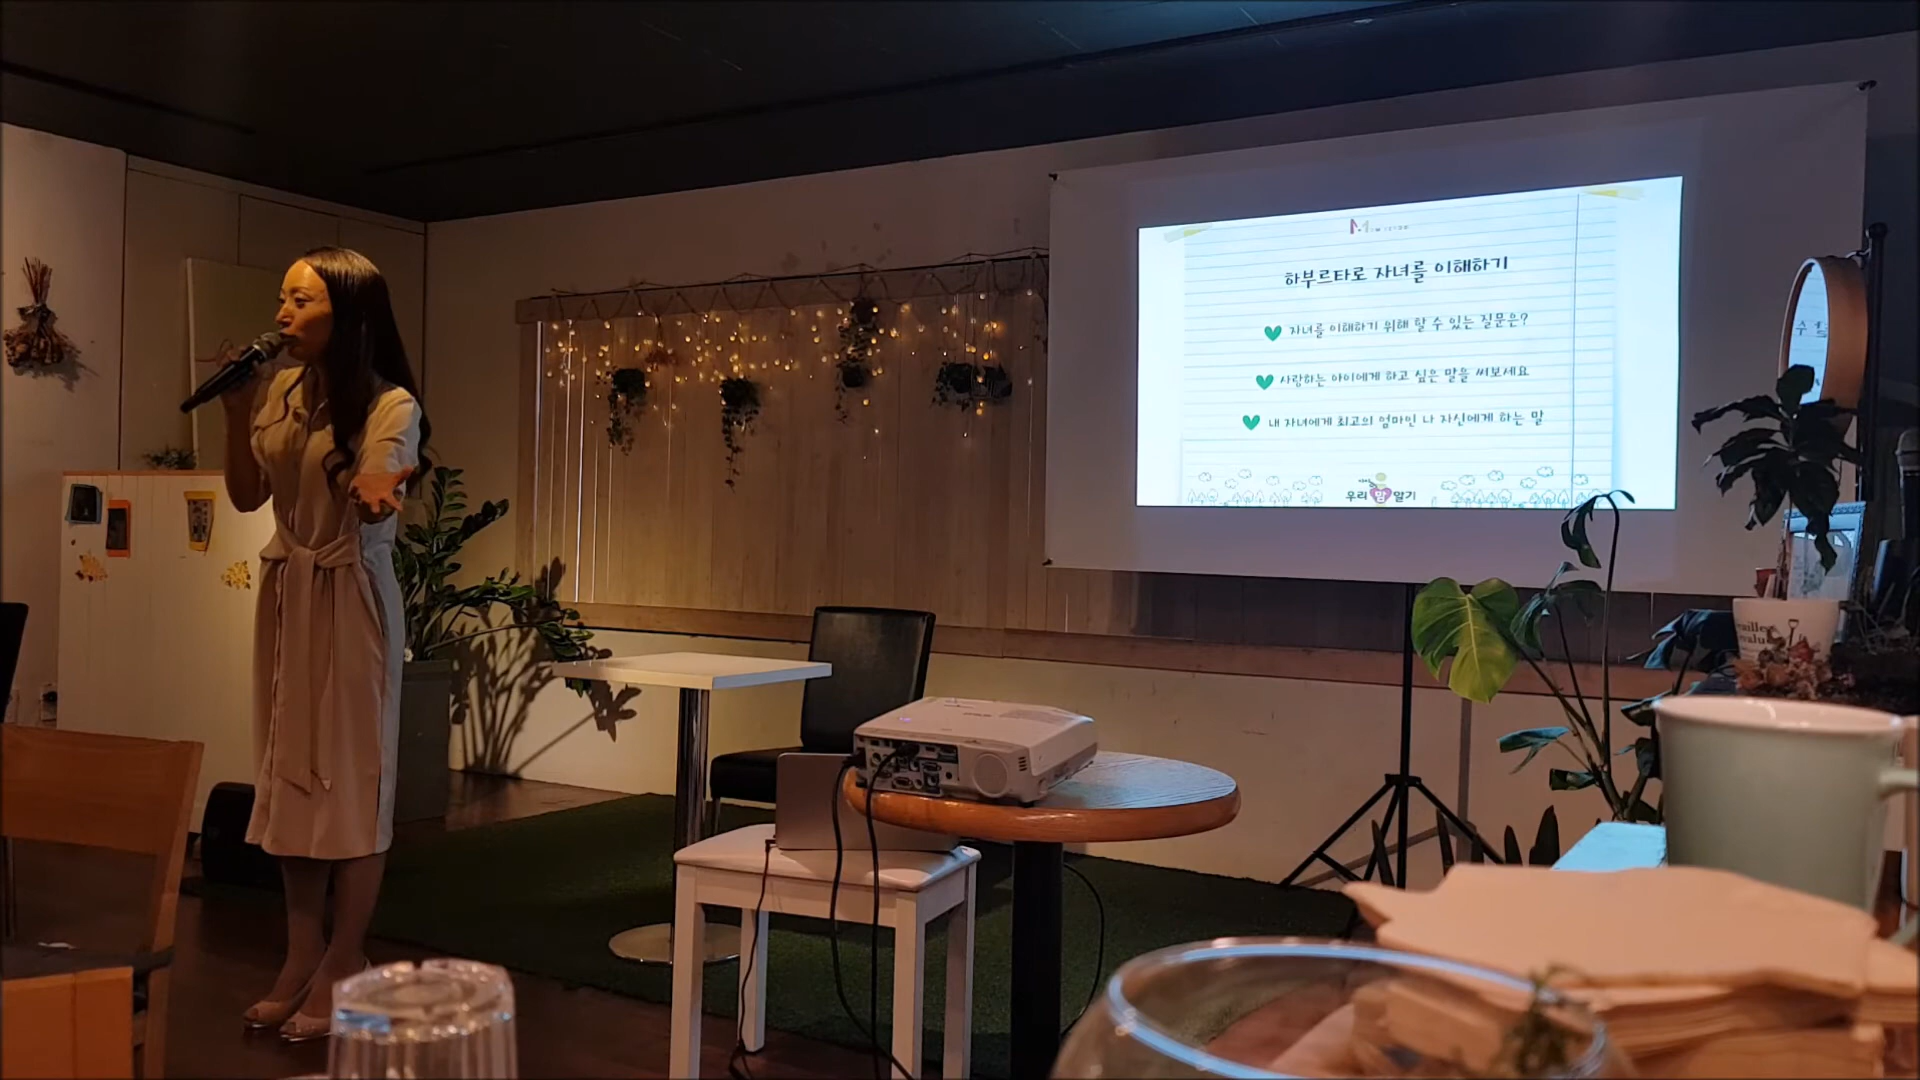 하부르타로 자녀를 이해하기
자녀를 이해하기 위해 할 수 있는 질문은?
사랑하는 아이에게 하고 싶은 말을 써보세요
내 자녀에게 최고의 엄마인 나 자신에게 하는 말
우리 맘 알기